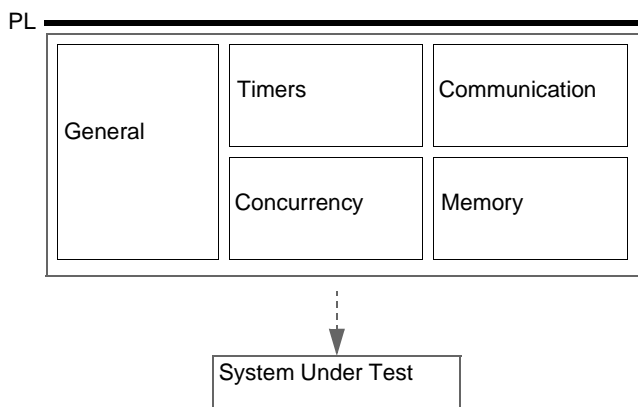 PL
General
Timers
Communication
Concurrency
Memory
System Under Test